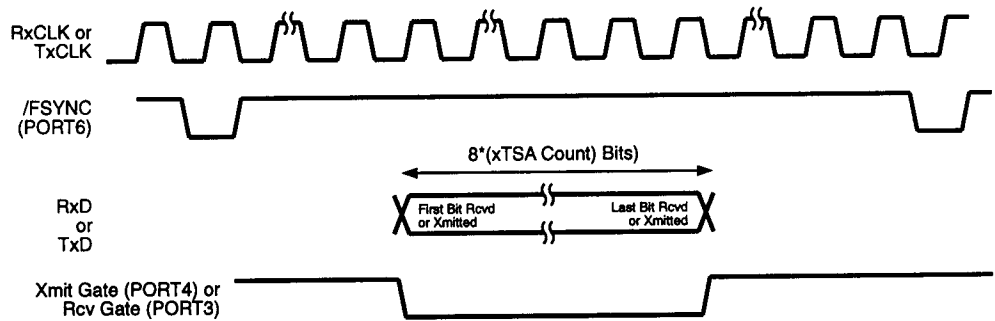 RxCLK or
TxCLK
/FSYNC
(PORT6)
8*(xTSA Count) Bits)
RxD
or
TxD
First Bit Rcvd
or Xmitted
Last Bit Rcvd
or Xmitted
Xmit Gate (PORT4) or
Rcv Gate (PORT3)